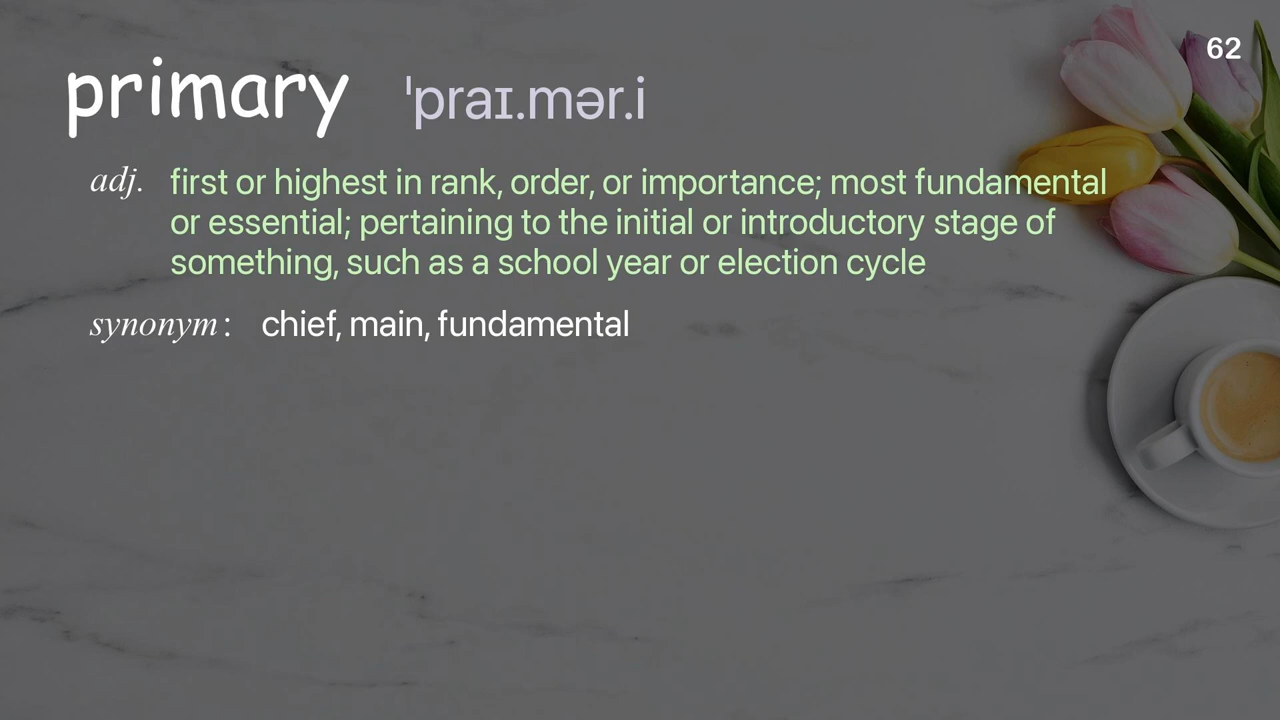 62
primary ˈpraɪ.mər.i
adj. first or highest in rank, order, or importance; most fundamental
or essential; pertaining to the initial or introductory stage of
something, such as a school year or election cycle
synonym: chief, main, fundamental